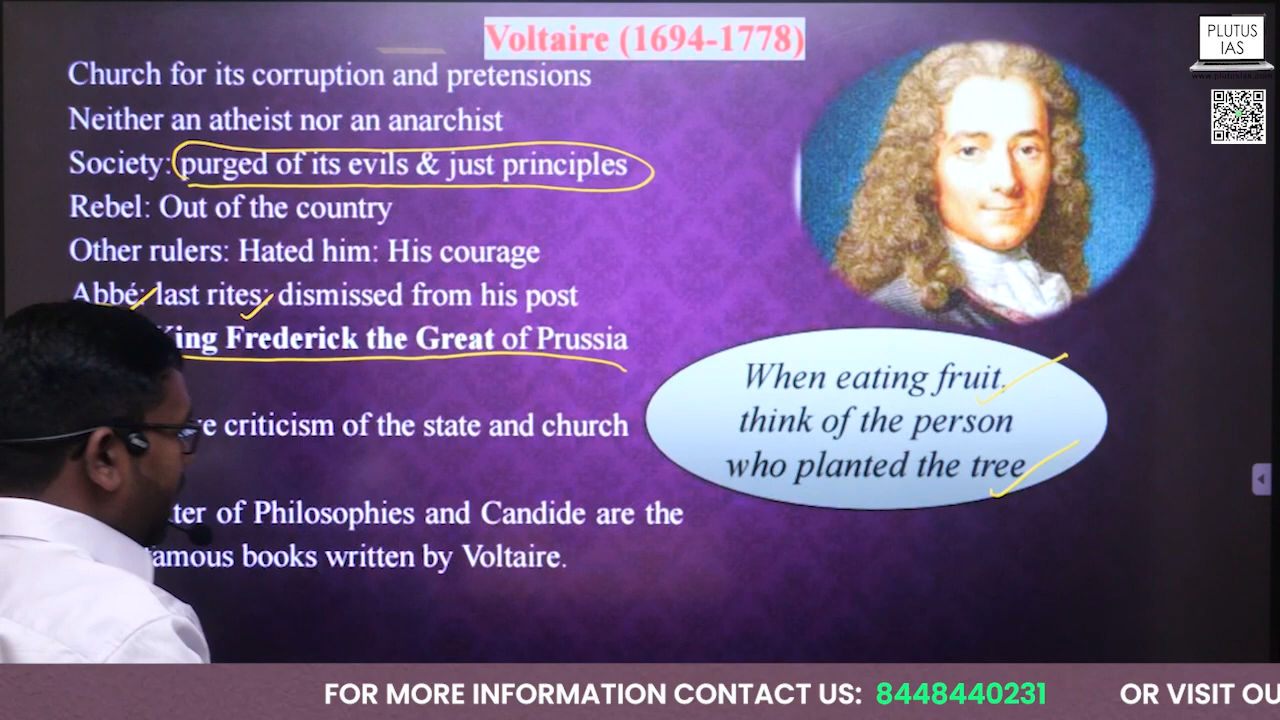 Voltaire (1694-1778)
PLUTUS
IAS
www.plutusias.com
Church for its corruption and pretensions
Neither an atheist nor an anarchist
Society: purged of its evils & just principles
Rebel: Out of the country
Other rulers: Hated him: His courage
Abbé: last rites: dismissed from his post
Frederick the Great of Prussia
When eating fruit.
think of the person
who planted the tree
criticism of the state and church
of Philosophies and Candide are the
books written by Voltaire.
FOR MORE INFORMATION CONTACT US: 8448440231
OR VISIT